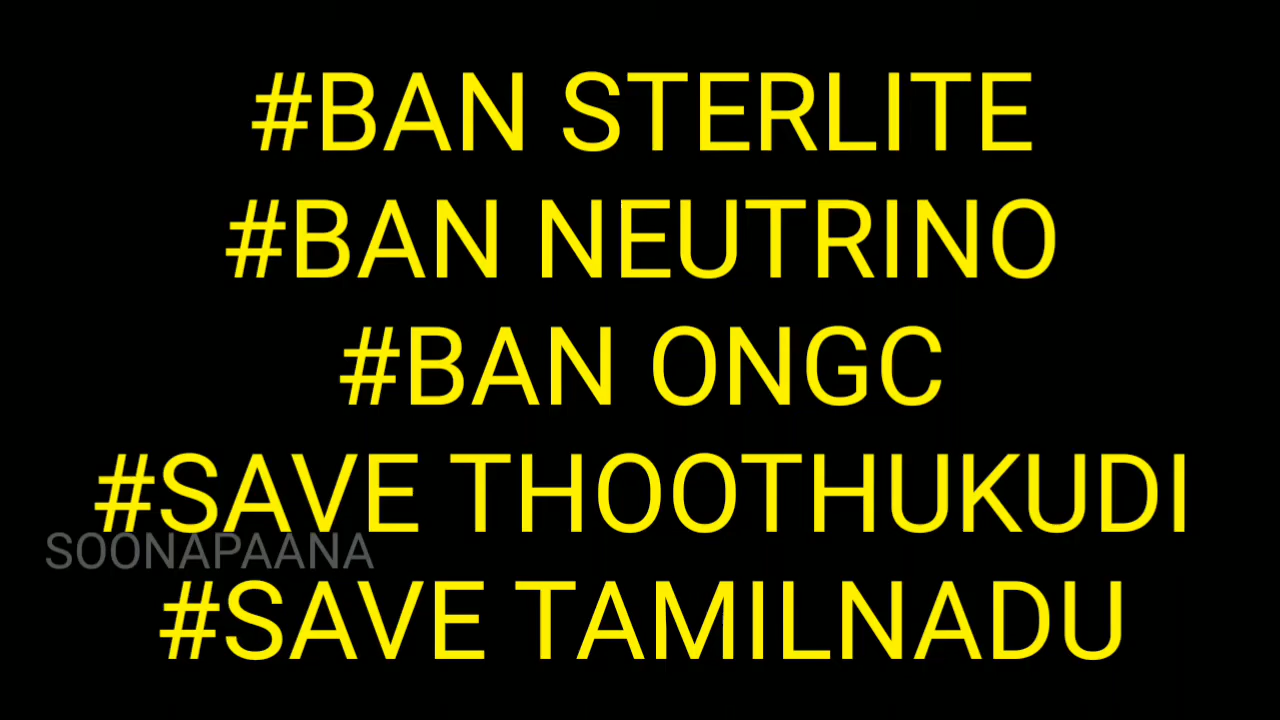 #BAN STERLITE
#BAN NEUTRINO
#BAN ONGC
#SAVE THOOTHUKUDI
SOONAPAANA
#SAVE TAMILNADU